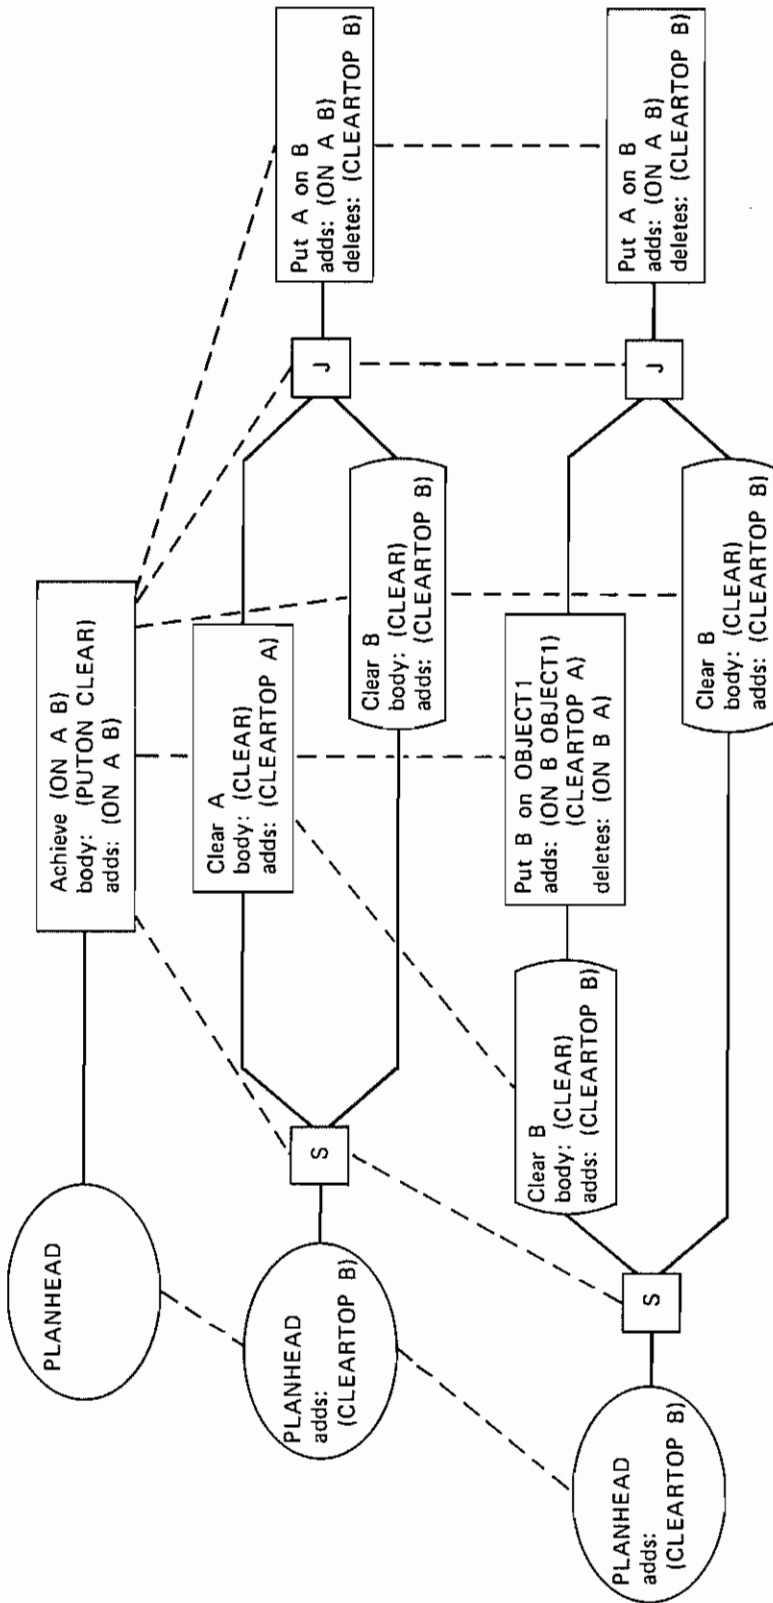 PLANHEAD
Achieve (ON A B)
body: (PUTON CLEAR)
adds: (ON A B)
PLANHEAD
adds:
(CLEARTOP B)
S
Clear A
body: (CLEAR)
adds: (CLEARTOP A)
Clear B
body: (CLEAR)
adds: (CLEARTOP B)
J
Put A on B
adds: (ON A B)
deletes: (CLEARTOP B)
PLANHEAD
adds:
(CLEARTOP B)
S
Clear B
body: (CLEAR)
adds: (CLEARTOP B)
Put B on OBJECT1
adds: (ON B OBJECT1)
(CLEARTOP A)
deletes: (ON B A)
Clear B
body: (CLEAR)
adds: (CLEARTOP B)
J
Put A on B
adds: (ON A B)
deletes: (CLEARTOP B)